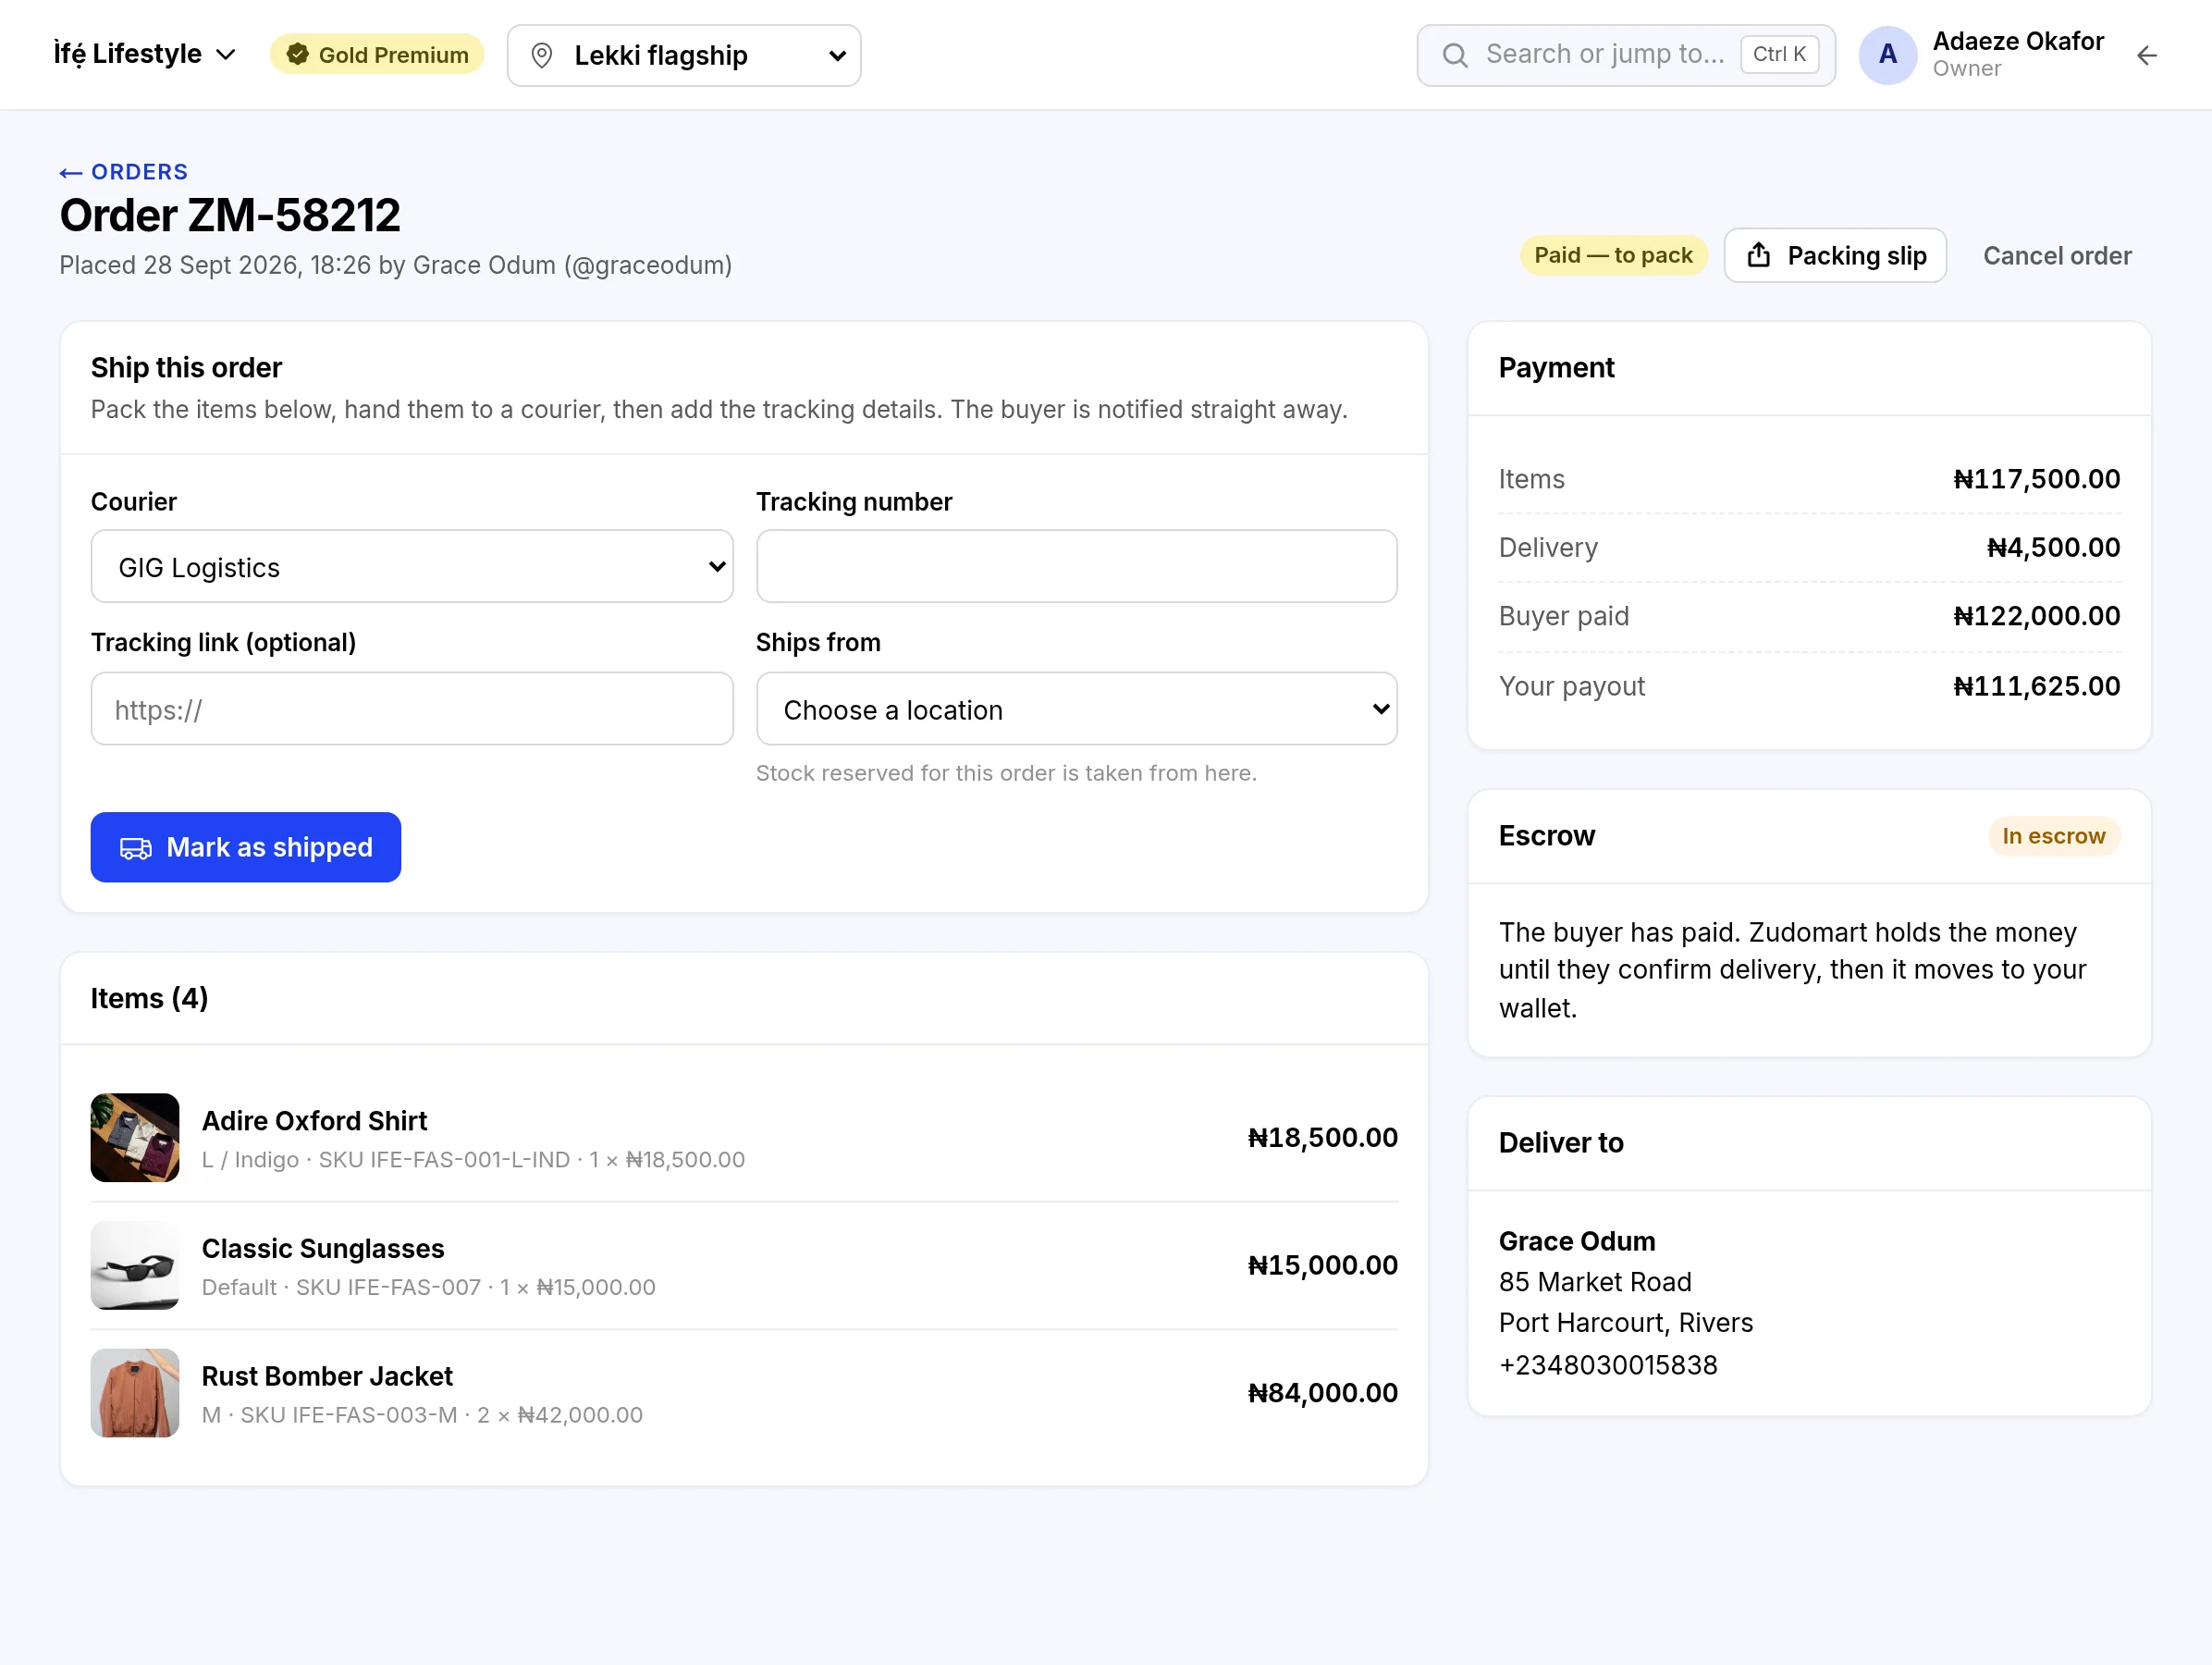 Ìfẹ́ Lifestyle
Gold Premium
Lekki flagship
Search or jump to...
Ctrl K
A
Adaeze Okafor
Owner
← ORDERS
Order ZM-58212
Placed 28 Sept 2026, 18:26 by Grace Odum (@graceodum)
Paid — to pack
Packing slip
Cancel order
Ship this order
Pack the items below, hand them to a courier, then add the tracking details. The buyer is notified straight away.
Courier
GIG Logistics
Tracking number
Tracking link (optional)
https://
Ships from
Choose a location
Stock reserved for this order is taken from here.
Mark as shipped
Items (4)
Adire Oxford Shirt
L / Indigo · SKU IFE-FAS-001-L-IND · 1 × ₦18,500.00
₦18,500.00
Classic Sunglasses
Default · SKU IFE-FAS-007 · 1 × ₦15,000.00
₦15,000.00
Rust Bomber Jacket
M · SKU IFE-FAS-003-M · 2 × ₦42,000.00
₦84,000.00
Payment
Items ₦117,500.00
Delivery ₦4,500.00
Buyer paid ₦122,000.00
Your payout ₦111,625.00
Escrow
In escrow
The buyer has paid. Zudomart holds the money
until they confirm delivery, then it moves to your
wallet.
Deliver to
Grace Odum
85 Market Road
Port Harcourt, Rivers
+2348030015838